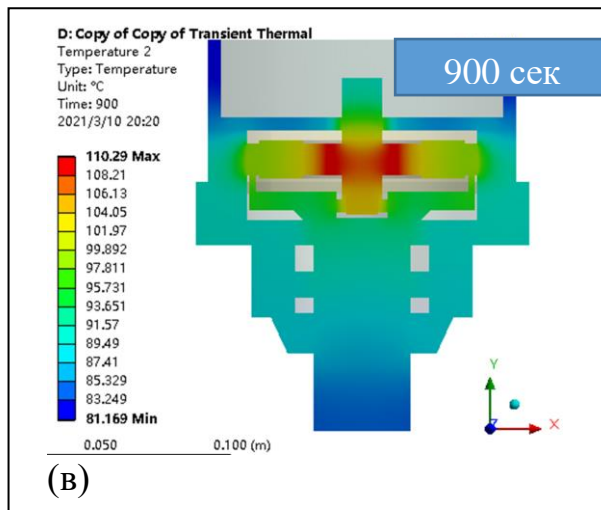 D: Copy of Copy of Transient Thermal
Temperature 2
Type: Temperature
Unit: °C
Time: 900
2021/3/10 20:20
900 сек
110.29 Max
108.21
106.13
104.05
101.97
99.892
97.811
95.731
93.651
91.57
89.49
87.41
85.329
83.249
81.169 Min
Y
Z
X
0.050 0.100 (m)
(в)